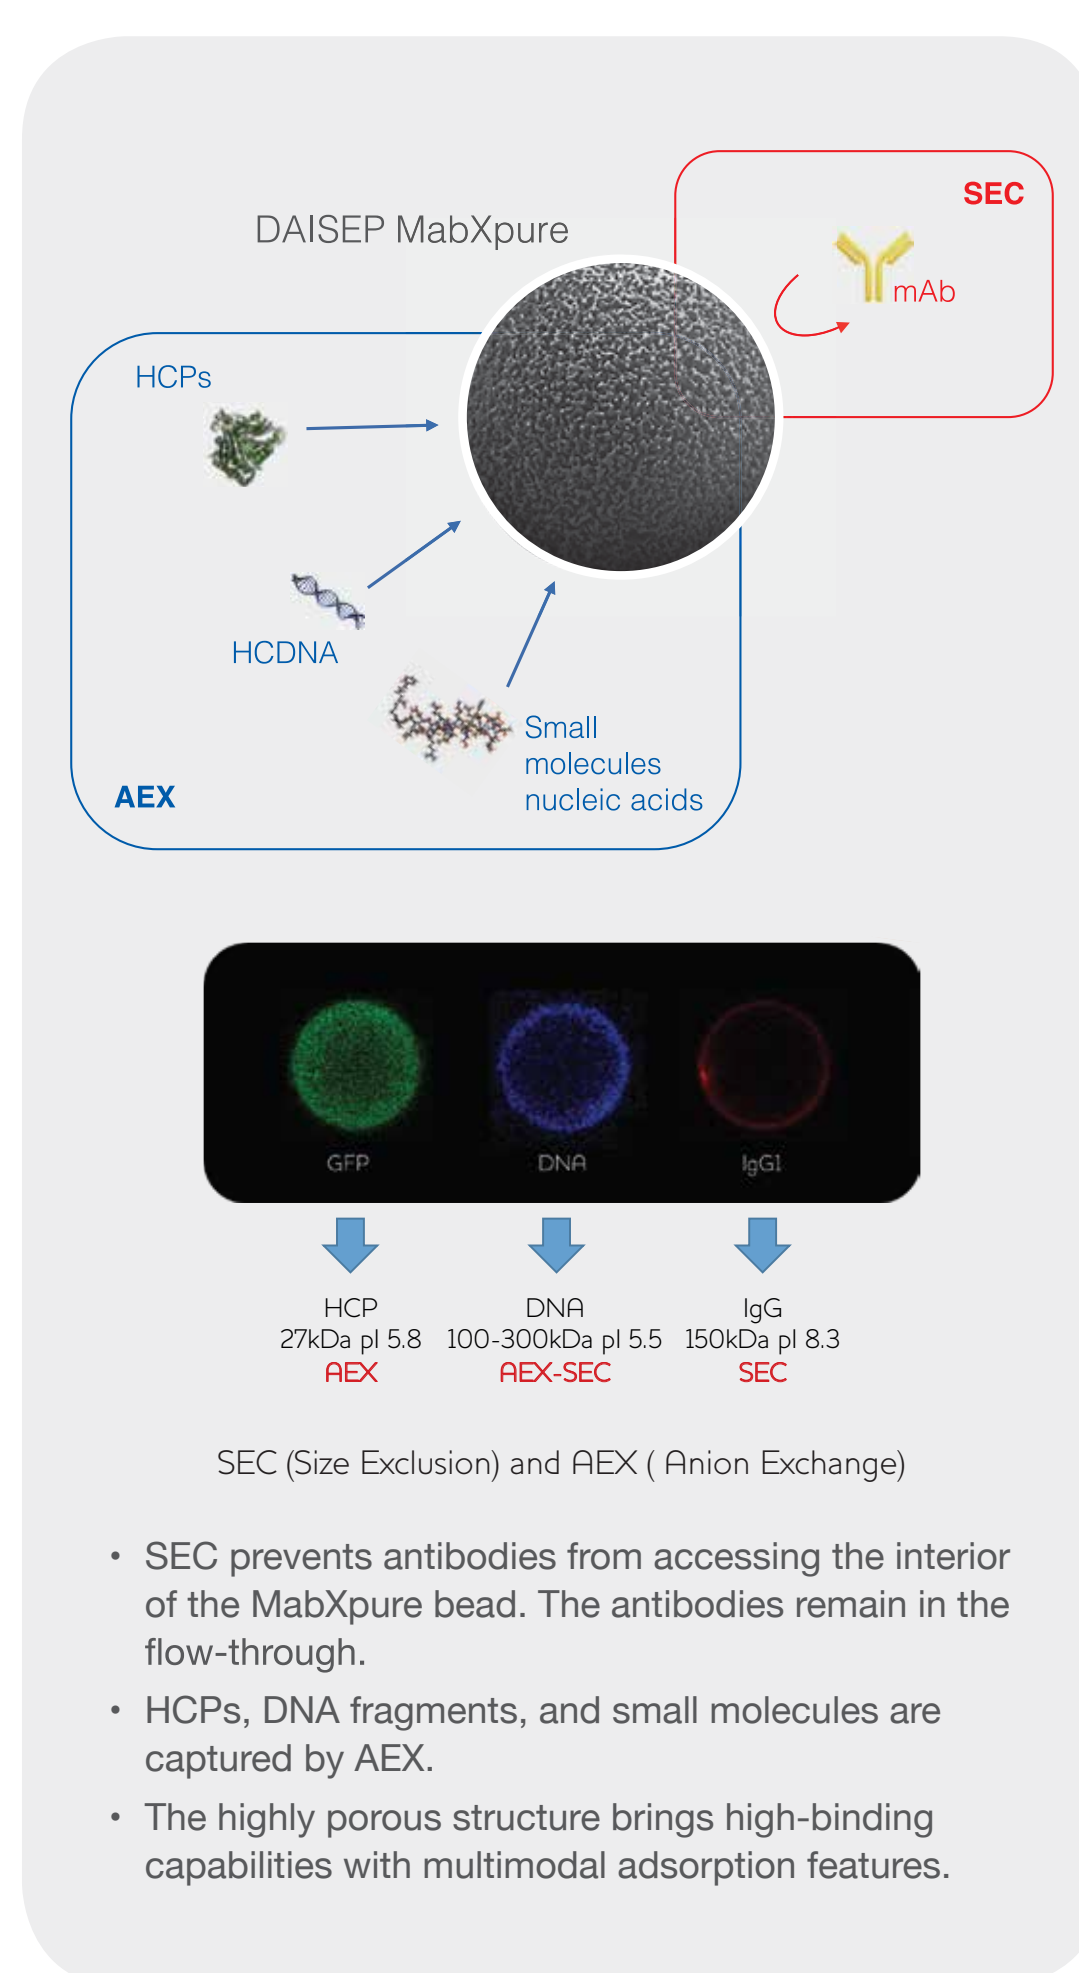 SEC
DAISEP MabXpure
mAb
HCPs
HCDNA
Small
molecules
nucleic acids
AEX
GFP DNA IgG1
HCP DNA IgG
27kDa pI 5.8 100-300kDa pI 5.5 150kDa pI 8.3
AEX AEX-SEC SEC
SEC (Size Exclusion) and AEX ( Anion Exchange)
• SEC prevents antibodies from accessing the interior
of the MabXpure bead. The antibodies remain in the
flow-through.
• HCPs, DNA fragments, and small molecules are
captured by AEX.
• The highly porous structure brings high-binding
capabilities with multimodal adsorption features.